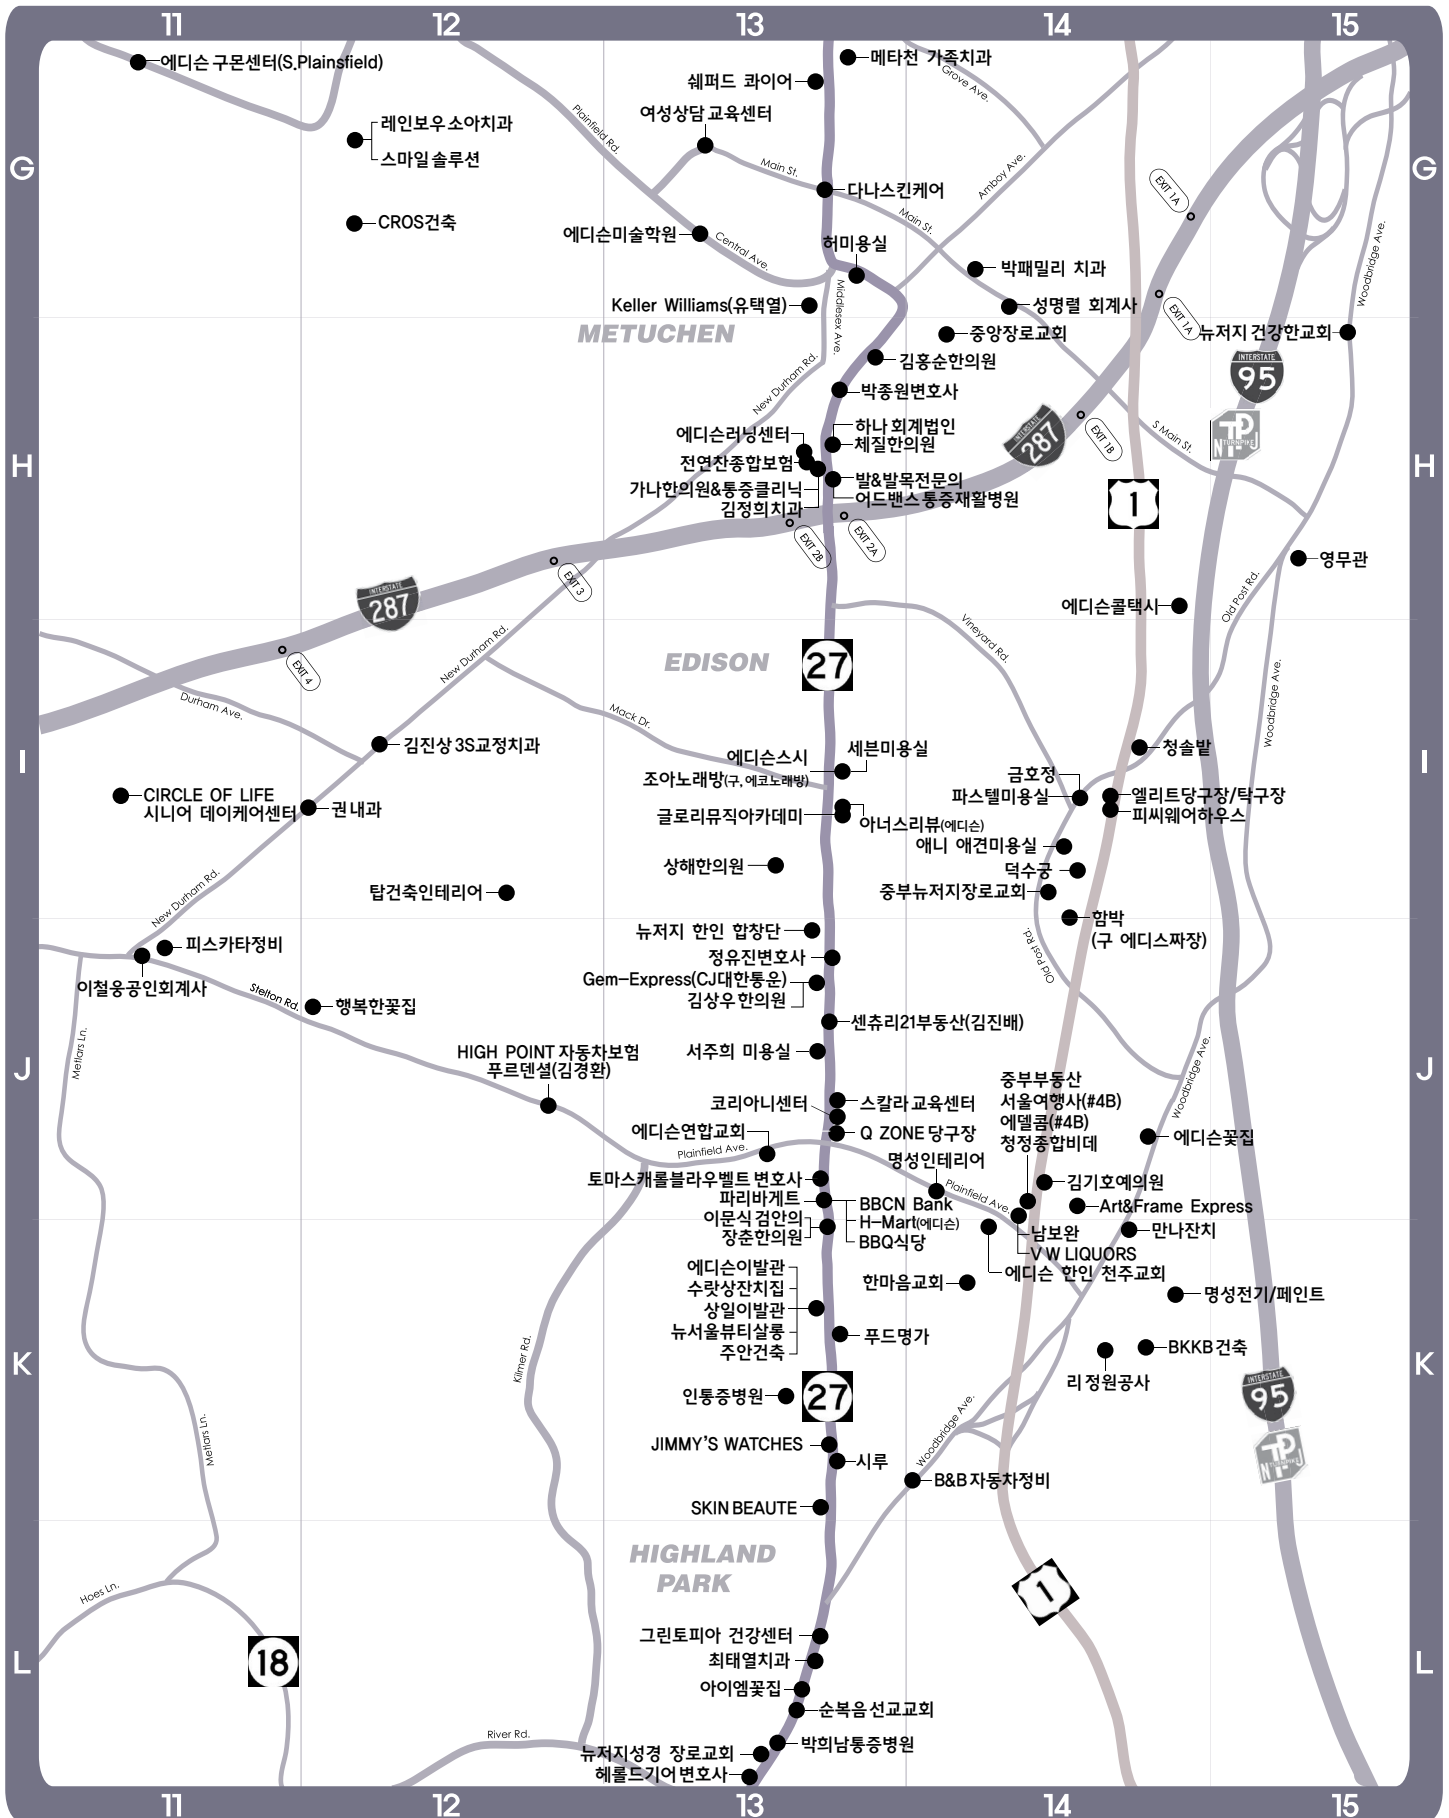 11
12
13
14
15
에디슨 구몬센터(S.Plainsfield)
메타천 가족치과
쉐퍼드 콰이어
Grove Ave.
레인보우 소아치과
스마일 솔루션
Plainfield Rd.
여성상담 교육센터
Main St.
Amboy Ave.
G
G
EXIT 1A
다나스킨케어
Main St.
CROS건축
에디슨미술학원
Central Ave.
허미용실
Woodbridge Ave.
박패밀리 치과
Keller Williams(유택열)
Middlesex Ave.
성명렬 회계사
EXIT 1A
METUCHEN
중앙장로교회
뉴저지 건강한교회
김홍순한의원
New Durham Rd.
INTERSTATE
95
박종원변호사
하나 회계법인
체질한의원
에디슨러닝센터
전연찬종합보험
INTERSTATE
287
EXIT 1B
S Main St.
NJ TURNPIKE
TP
H
H
가나한의원&통증클리닉
김정희치과
발&발목전문의
어드밴스통증재활병원
1
EXIT 2B
EXIT 2A
EXIT 3
INTERSTATE
287
영무관
에디슨콜택시
Old Post Rd.
Vineyard Rd.
EXIT 4
New Durham Rd.
EDISON
27
Durham Ave.
Mack Dr.
Woodbridge Ave.
김진상 3S교정치과
에디슨스시
세븐미용실
청솔밭
I
I
조아노래방(구, 에코노래방)
금호정
파스텔미용실
엘리트당구장/탁구장
피씨웨어하우스
CIRCLE OF LIFE
시니어 데이케어센터
권내과
글로리뮤직아카데미
아너스리뷰(에디슨)
애니 애견미용실
상해한의원
덕수궁
New Durham Rd.
탑건축인테리어
중부뉴저지장로교회
함박
(구 에디스짜장)
뉴저지 한인 합창단
피스카타정비
정유진변호사
Old Post Rd.
이철웅공인회계사
Stelton Rd.
행복한꽃집
Gem-Express(CJ대한통운)
김상우 한의원
센츄리21부동산(김진배)
Metlars Ln.
HIGH POINT 자동차보험
푸르덴셜(김경환)
서주희 미용실
J
J
중부부동산
서울여행사(#4B)
에델콤(#4B)
청정종합비데
Woodbridge Ave.
코리아니센터
스칼라 교육센터
Q ZONE 당구장
에디슨꽃집
에디슨연합교회
Plainfield Ave.
명성인테리어
Plainfield Ave.
토마스캐롤블라우벨트 변호사
김기호예의원
파리바게트
BBCN Bank
Art&Frame Express
이문식 검안의
장춘한의원
H-Mart(에디슨)
BBQ식당
남보완
V W LIQUORS
만나잔치
에디슨이발관
수랏상잔치집
상일이발관
뉴서울뷰티살롱
주안건축
에디슨 한인 천주교회
한마음교회
명성전기/페인트
푸드명가
Kilmer Rd.
K
K
BKKB 건축
리 정원공사
인통증병원
27
INTERSTATE
95
Metlars Ln.
JIMMY'S WATCHES
시루
Woodbridge Ave.
NJ TURNPIKE
TP
B&B 자동차정비
SKIN BEAUTE
HIGHLAND
PARK
Hoes Ln.
1
18
그린토피아 건강센터
L
L
최태열치과
아이엠꽃집
순복음 선교교회
River Rd.
박희남통증병원
뉴저지성경 장로교회
헤롤드기어 변호사
11
12
13
14
15